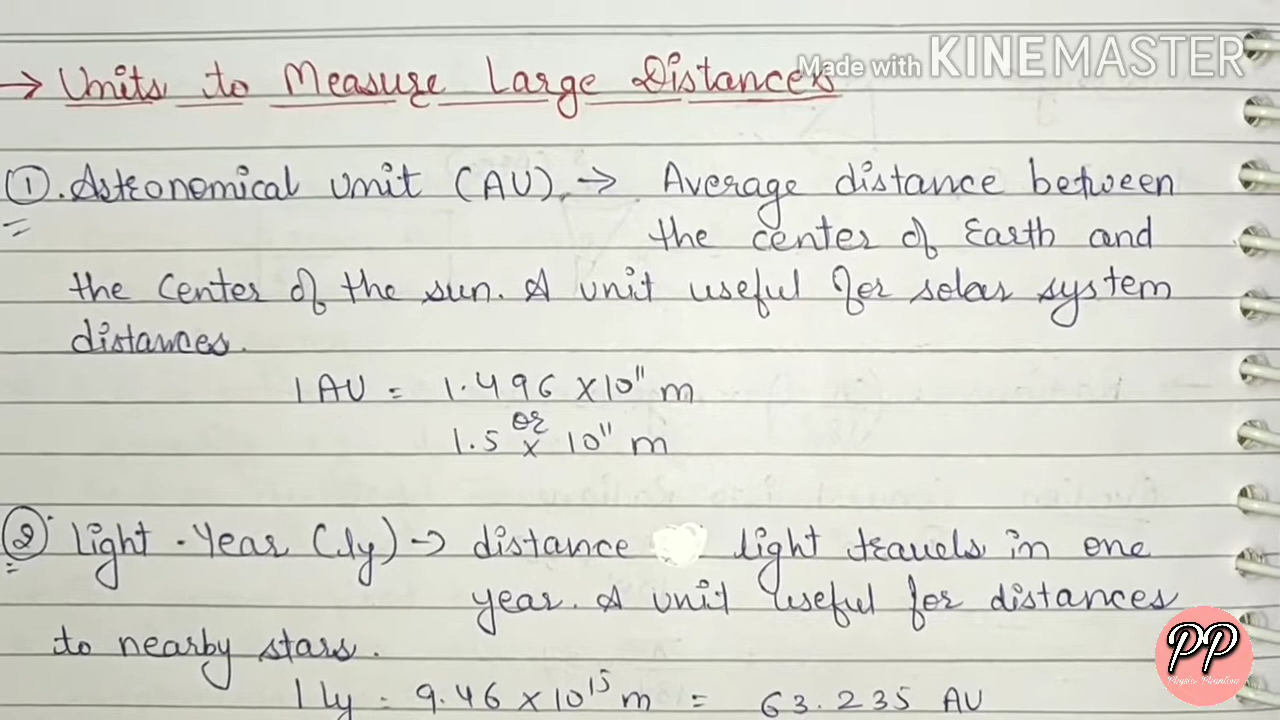 Made with KINEMASTER
→ Units to Measure Large Distances
①. Astronomical Unit (AU) → Average distance between
the center of Earth and
the center of the sun. A unit useful for solar system
distances.
1 AU = 1.496 × 10¹¹ m
or
1.5 × 10¹¹ m
② Light-Year (ly) → distance light travels in one
year. A unit useful for distances
to nearby stars.
1 ly = 9.46 × 10¹⁵ m = 63.235 AU
PP